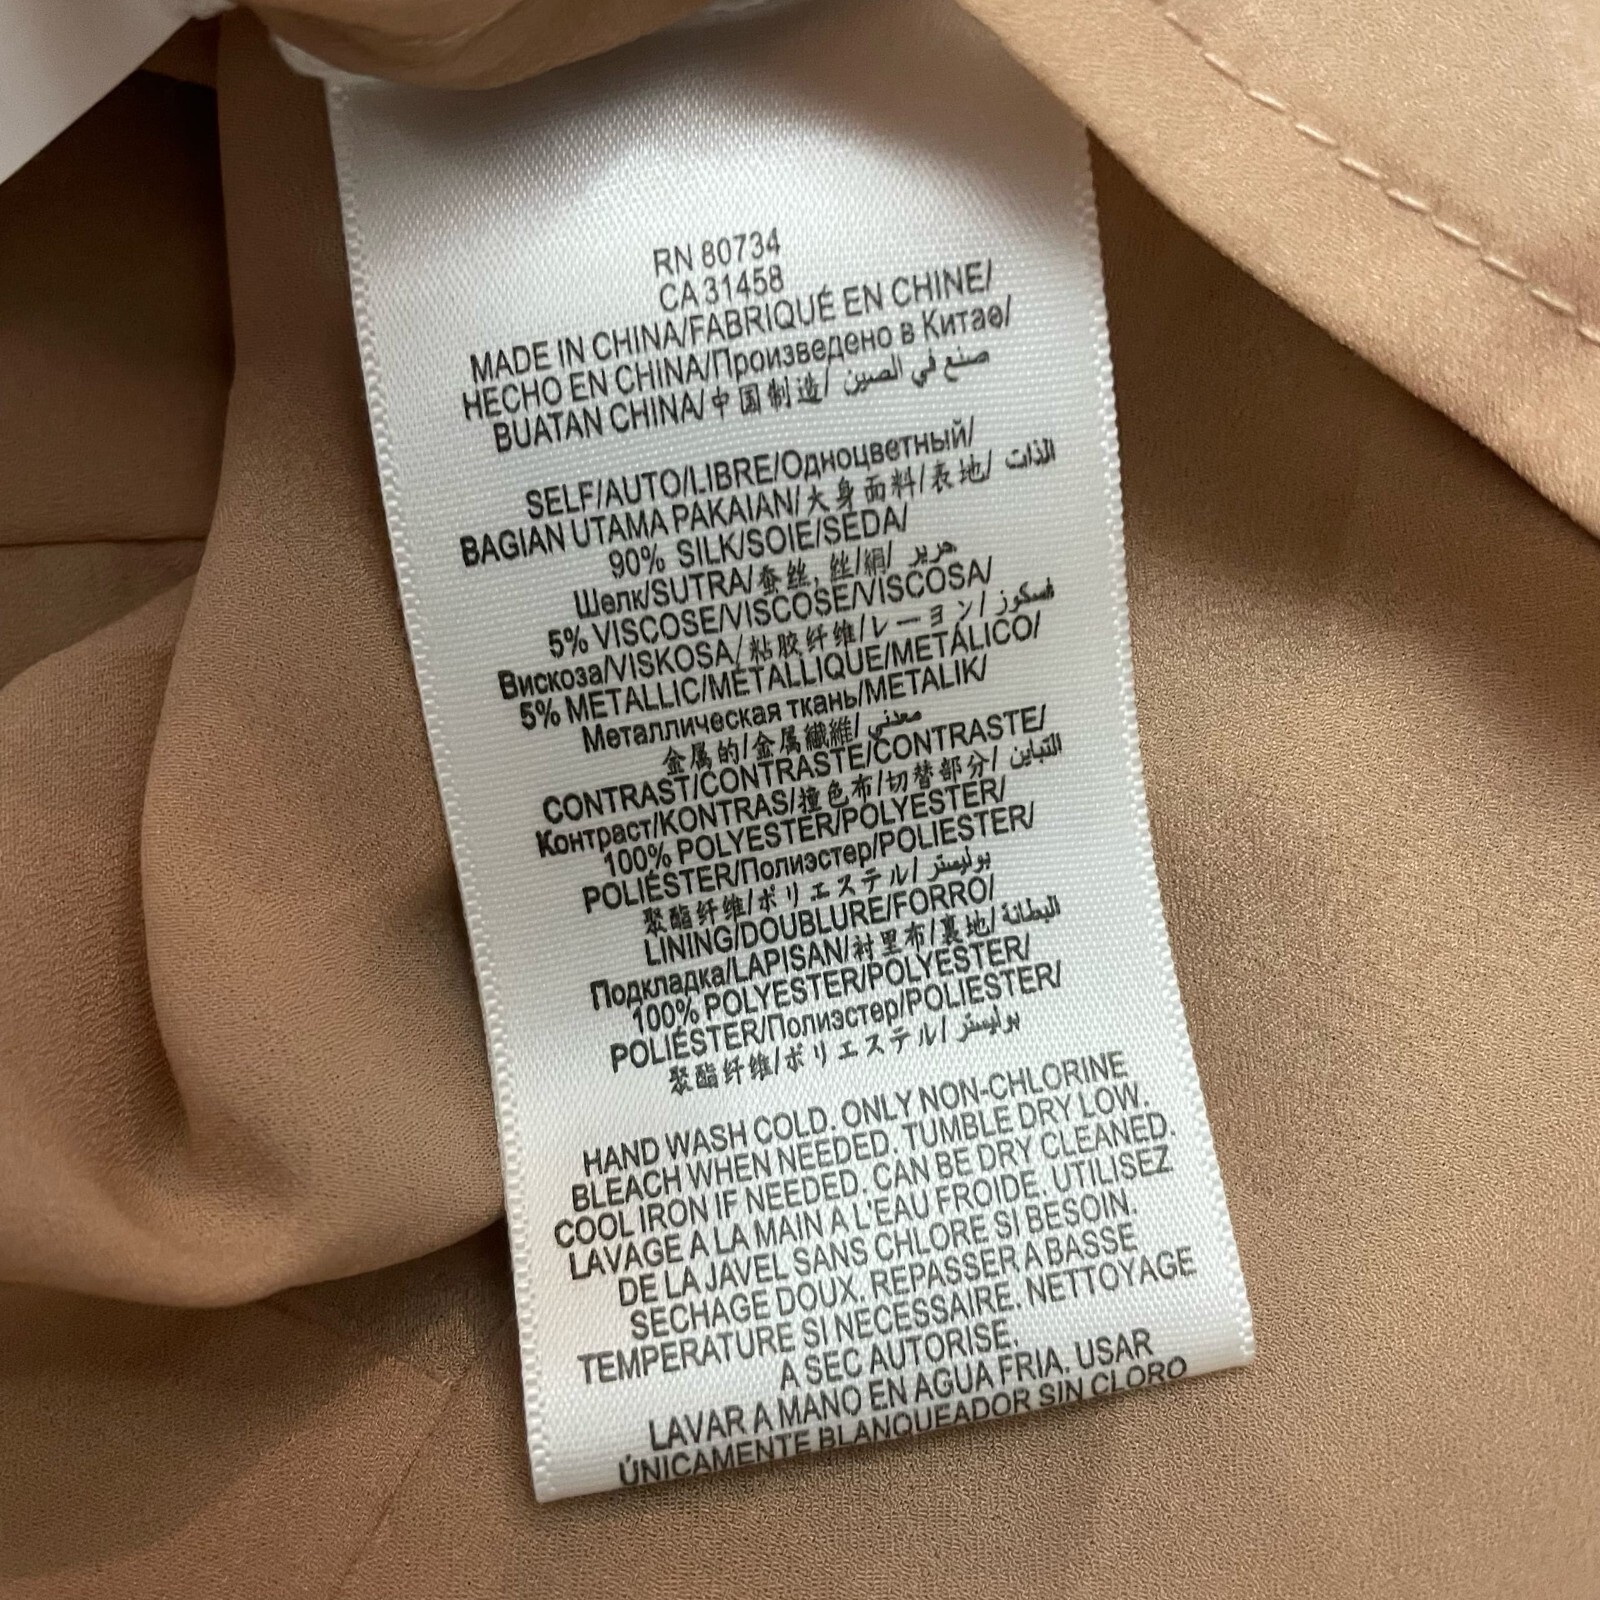 RN 80734
CA 31458
MADE IN CHINA/FABRIQUÉ EN CHINE/
HECHO EN CHINA/Произведено в Китае/
BUATAN CHINA/中国制造/ صنع في الصين
SELF/AUTO/LIBRE/Одноцветный/
BAGIAN UTAMA PAKAIAN/大身面料/表地/ الذات
90% SILK/SOIE/SEDA/
Шелк/SUTRA/蚕丝, 丝/絹/ حرير
5% VISCOSE/VISCOSE/VISCOSA/
Вискоза/VISKOSA/粘胶纤维/レーヨン/ فسكوز
5% METALLIC/MÉTALLIQUE/METÁLICO/
Металлическая ткань/METALIK/
金属的/金属繊維/ معدني
CONTRAST/CONTRASTE/CONTRASTE/
Контраст/KONTRAS/撞色布/切替部分/ التباين
100% POLYESTER/POLYESTER/
POLIÉSTER/Полиэстер/POLIESTER/
聚酯纤维/ポリエステル/ بوليستر
LINING/DOUBLURE/FORRO/
Подкладка/LAPISAN/衬里布/裏地/ البطانة
100% POLYESTER/POLYESTER/
POLIÉSTER/Полиэстер/POLIESTER/
聚酯纤维/ポリエステル/ بوليستر
HAND WASH COLD. ONLY NON-CHLORINE
BLEACH WHEN NEEDED. TUMBLE DRY LOW.
COOL IRON IF NEEDED. CAN BE DRY CLEANED.
LAVAGE A LA MAIN A L'EAU FROIDE. UTILISEZ
DE LA JAVEL SANS CHLORE SI BESOIN.
SECHAGE DOUX. REPASSER A BASSE
TEMPERATURE SI NECESSAIRE. NETTOYAGE
A SEC AUTORISE.
LAVAR A MANO EN AGUA FRIA. USAR
ÚNICAMENTE BLANQUEADOR SIN CLORO